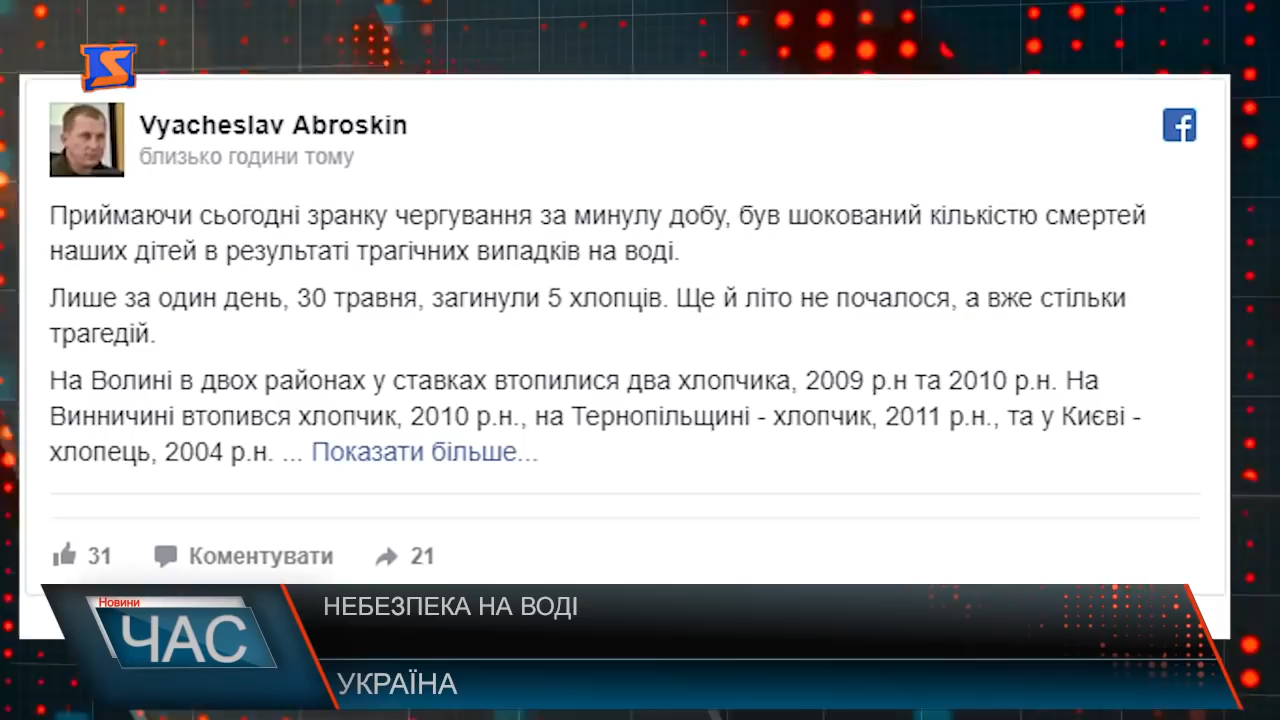 S
Vyacheslav Abroskin
близько години тому
Приймаючи сьогодні зранку чергування за минулу добу, був шокований кількістю смертей
наших дітей в результаті трагічних випадків на воді.
Лише за один день, 30 травня, загинули 5 хлопців. Ще й літо не почалося, а вже стільки
трагедій.
На Волині в двох районах у ставках втопилися два хлопчика, 2009 р.н та 2010 р.н. На
Винничині втопився хлопчик, 2010 р.н., на Тернопільщині - хлопчик, 2011 р.н., та у Києві -
хлопець, 2004 р.н. ... Показати більше...
31 Коментувати 21
Новини
ЧАС
НЕБЕЗПЕКА НА ВОДІ
УКРАЇНА